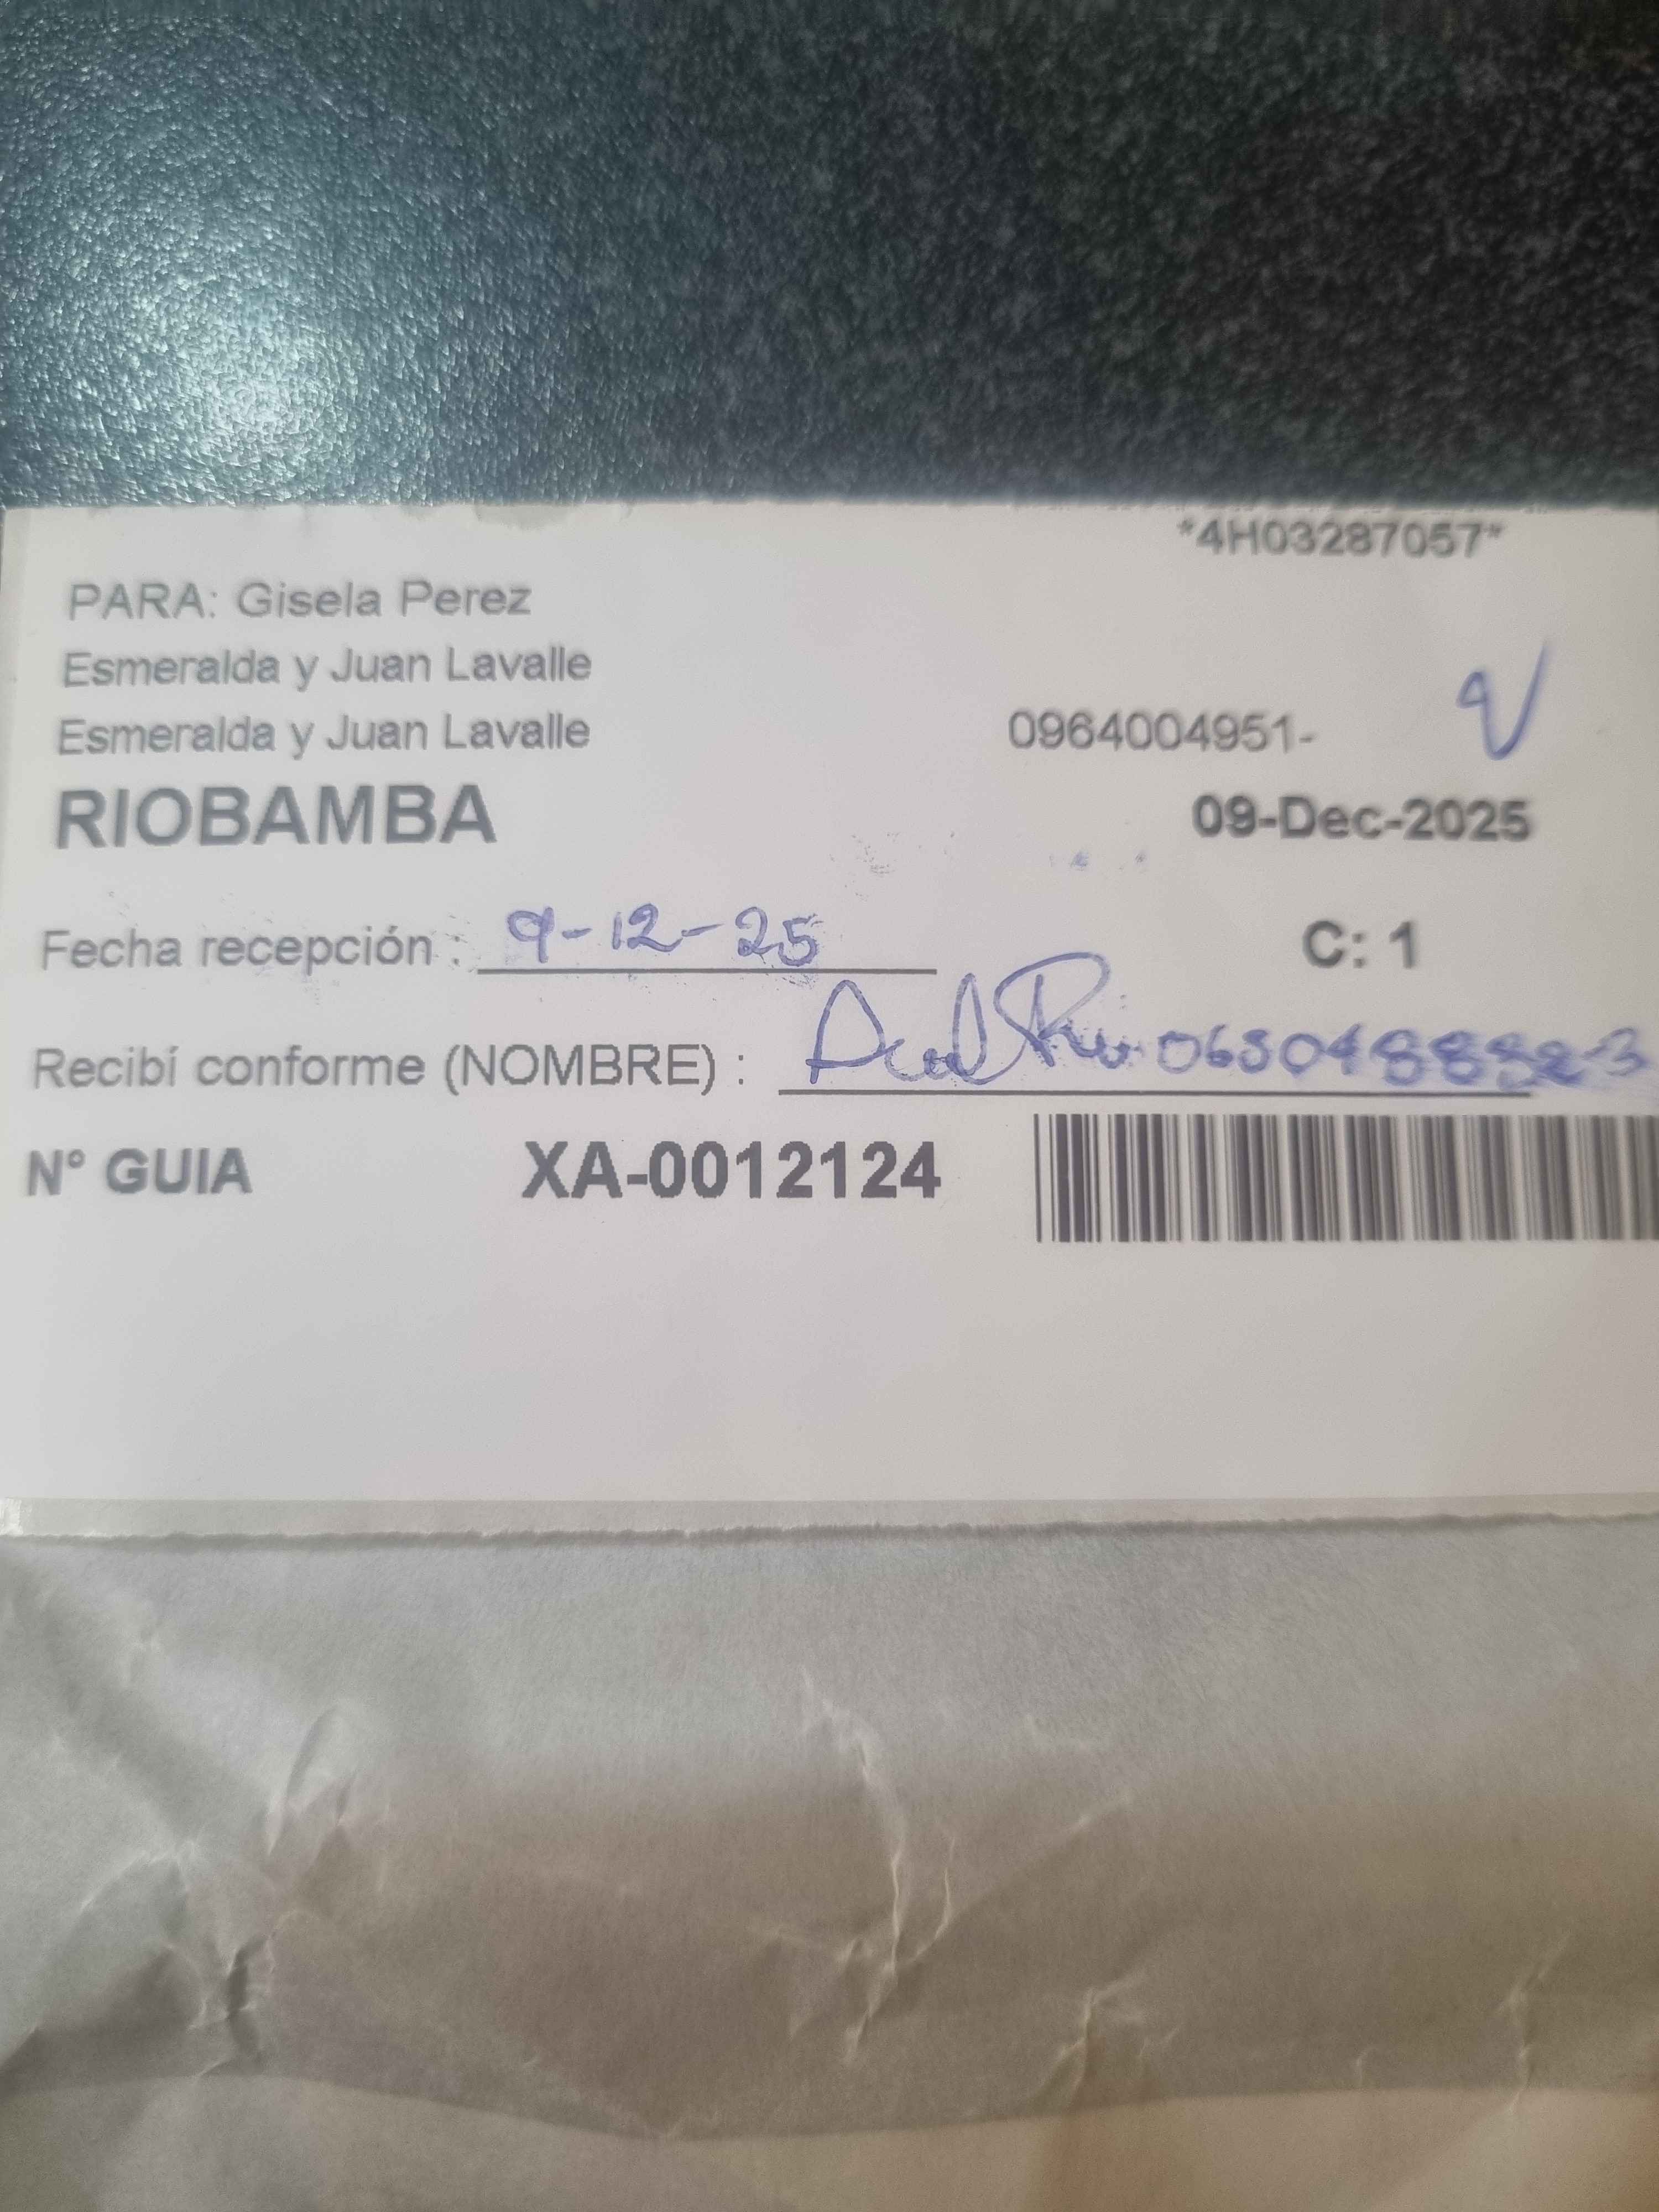 *4H03287057*
PARA: Gisela Perez
Esmeralda y Juan Lavalle
Esmeralda y Juan Lavalle 0964004951-
RIOBAMBA 09-Dec-2025
Fecha recepción : 9-12-25 C: 1
Recibí conforme (NOMBRE) :
N° GUIA XA-0012124